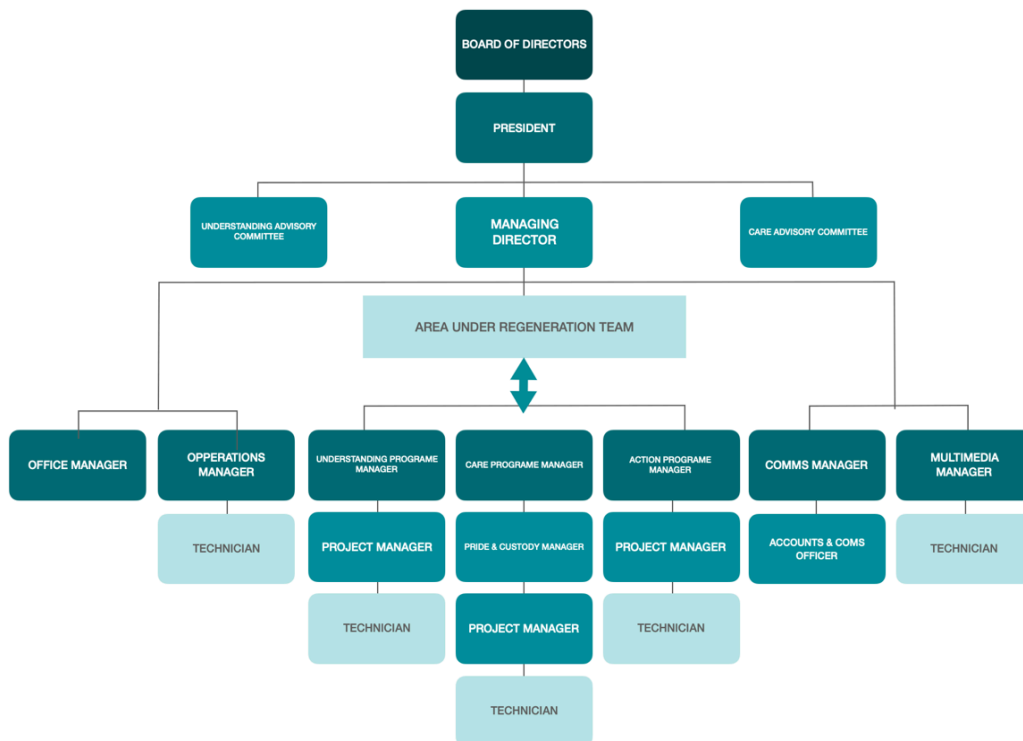 BOARD OF DIRECTORS
PRESIDENT
UNDERSTANDING ADVISORY
COMMITTEE
MANAGING
DIRECTOR
CARE ADVISORY COMMITTEE
AREA UNDER REGENERATION TEAM
OFFICE MANAGER
OPPERATIONS
MANAGER
UNDERSTANDING PROGRAME
MANAGER
CARE PROGRAME MANAGER
ACTION PROGRAME
MANAGER
COMMS MANAGER
MULTIMEDIA
MANAGER
TECHNICIAN
PROJECT MANAGER
PRIDE & CUSTODY MANAGER
PROJECT MANAGER
ACCOUNTS & COMS
OFFICER
TECHNICIAN
TECHNICIAN
PROJECT MANAGER
TECHNICIAN
TECHNICIAN